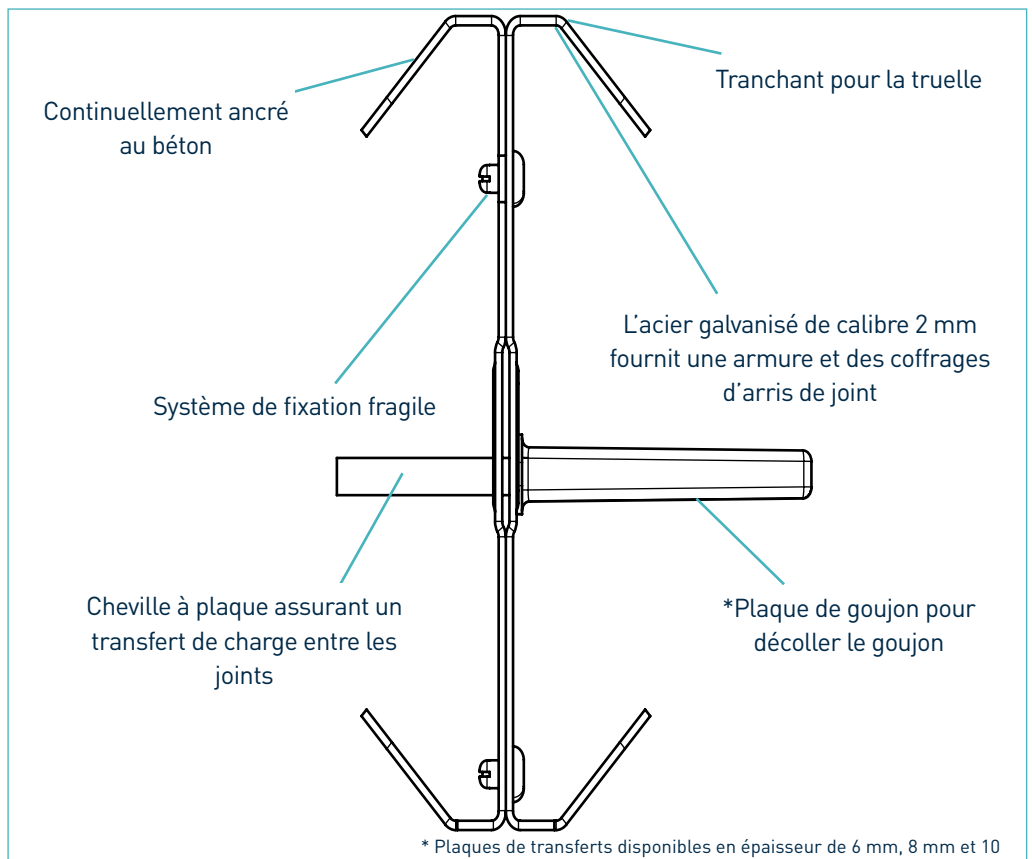 Continuellement ancré
au béton
Tranchant pour la truelle
L'acier galvanisé de calibre 2 mm
fournit une armure et des coffrages
d'arris de joint
Système de fixation fragile
Cheville à plaque assurant un
transfert de charge entre les
joints
*Plaque de goujon pour
décoller le goujon
* Plaques de transferts disponibles en épaisseur de 6 mm, 8 mm et 10